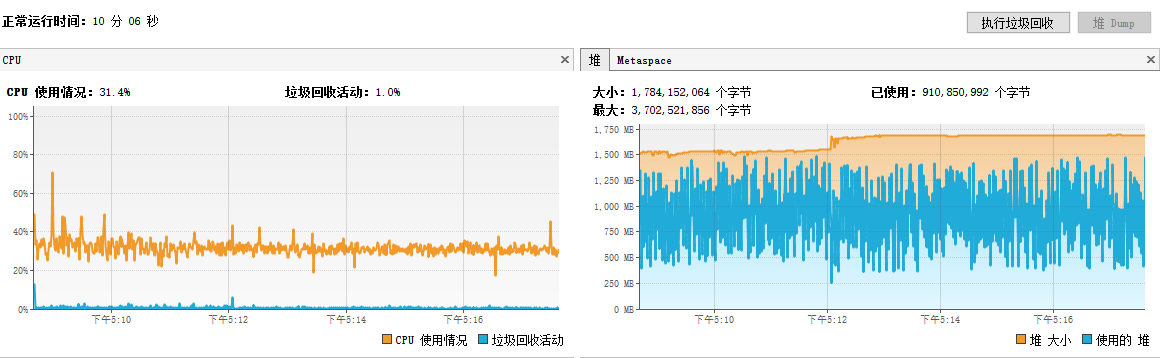 正常运行时间：10 分 06 秒
执行垃圾回收
堆 Dump
CPU
CPU 使用情况：31.4%
垃圾回收活动：1.0%
100%
80%
60%
40%
20%
0%
下午5:10
下午5:12
下午5:14
下午5:16
CPU 使用情况
垃圾回收活动
堆
Metaspace
大小：1,784,152,064 个字节
已使用：910,850,992 个字节
最大：3,702,521,856 个字节
1,750 MB
1,500 MB
1,250 MB
1,000 MB
750 MB
500 MB
250 MB
0 MB
下午5:10
下午5:12
下午5:14
下午5:16
堆 大小
使用的 堆